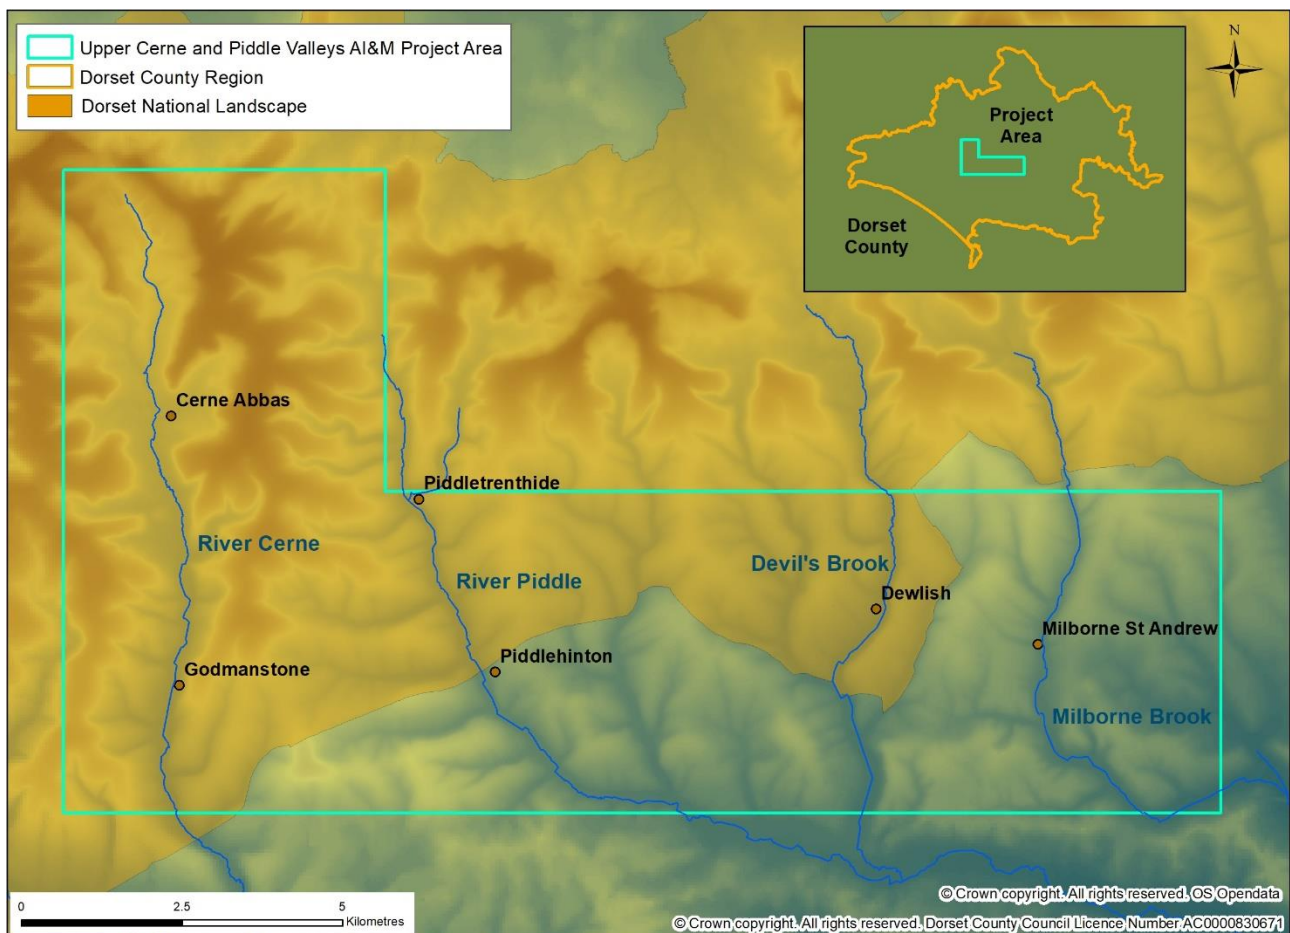 Upper Cerne and Piddle Valleys AI&M Project Area
Dorset County Region
Dorset National Landscape
N
Project
Area
Dorset
County
Cerne Abbas
Piddletrenthide
River Cerne
River Piddle
Devil's Brook
Dewlish
Milborne St Andrew
Piddlehinton
Godmanstone
Milborne Brook
0 2.5 5
Kilometres
© Crown copyright. All rights reserved. OS Opendata
© Crown copyright. All rights reserved. Dorset County Council Licence Number AC0000830671